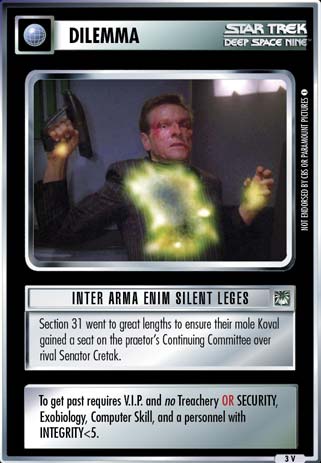 DILEMMA
STAR TREK
DEEP SPACE NINE
NOT ENDORSED BY CBS OR PARAMOUNT PICTURES
INTER ARMA ENIM SILENT LEGES
Section 31 went to great lengths to ensure their mole Koval
gained a seat on the praetor's Continuing Committee over
rival Senator Cretak.
To get past requires V.I.P. and no Treachery OR SECURITY,
Exobiology, Computer Skill, and a personnel with
INTEGRITY<5.
3 V